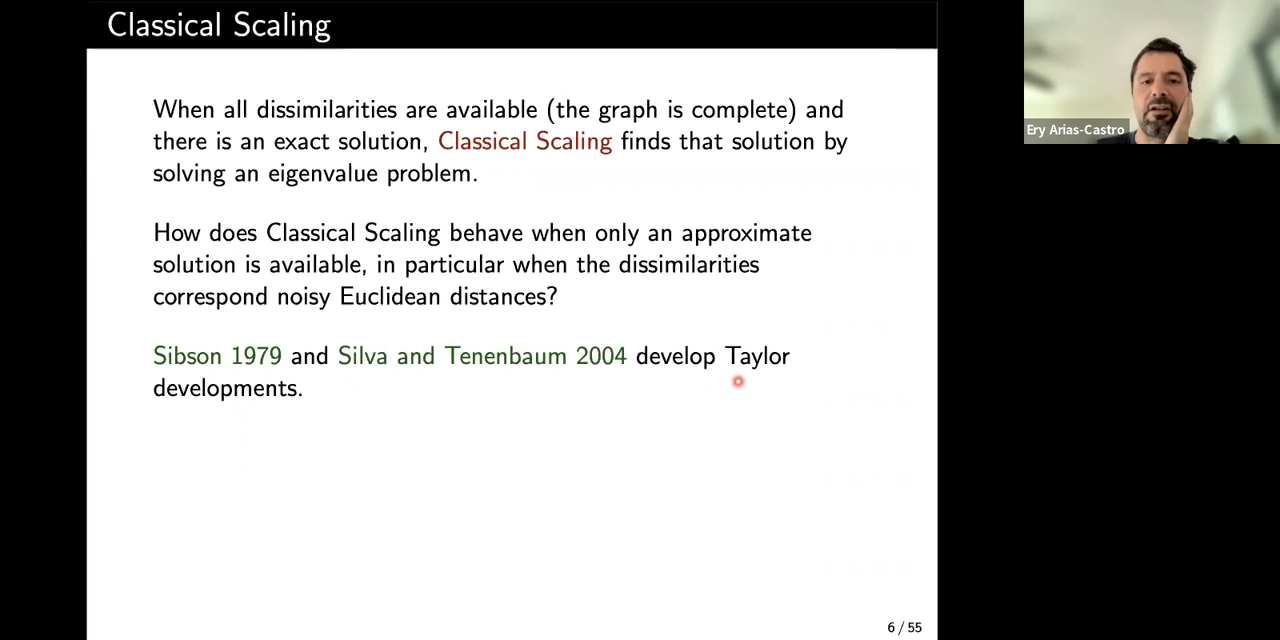 Classical Scaling
When all dissimilarities are available (the graph is complete) and
there is an exact solution, Classical Scaling finds that solution by
solving an eigenvalue problem.
How does Classical Scaling behave when only an approximate
solution is available, in particular when the dissimilarities
correspond noisy Euclidean distances?
Sibson 1979 and Silva and Tenenbaum 2004 develop Taylor
developments.
6 / 55
Ery Arias-Castro